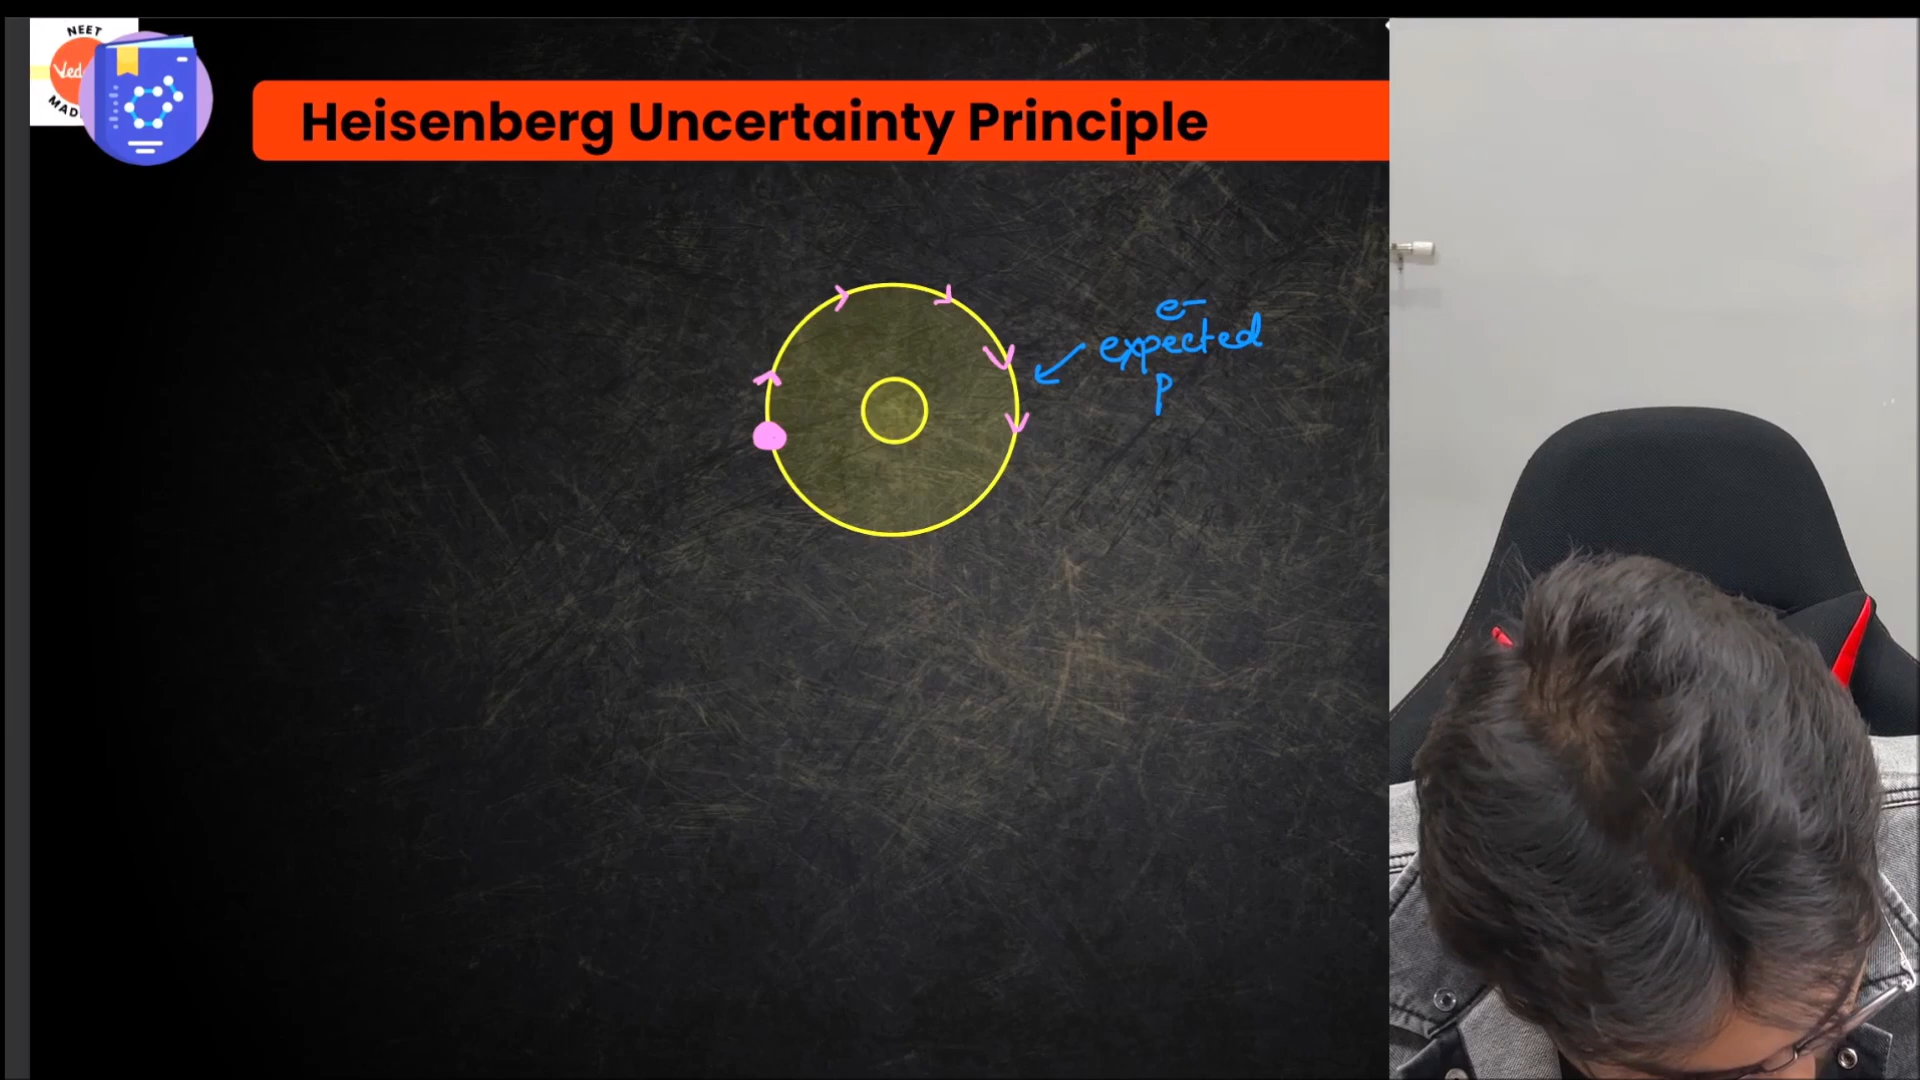 NEET
Ved
MAD
Heisenberg Uncertainty Principle
e-
expected
p